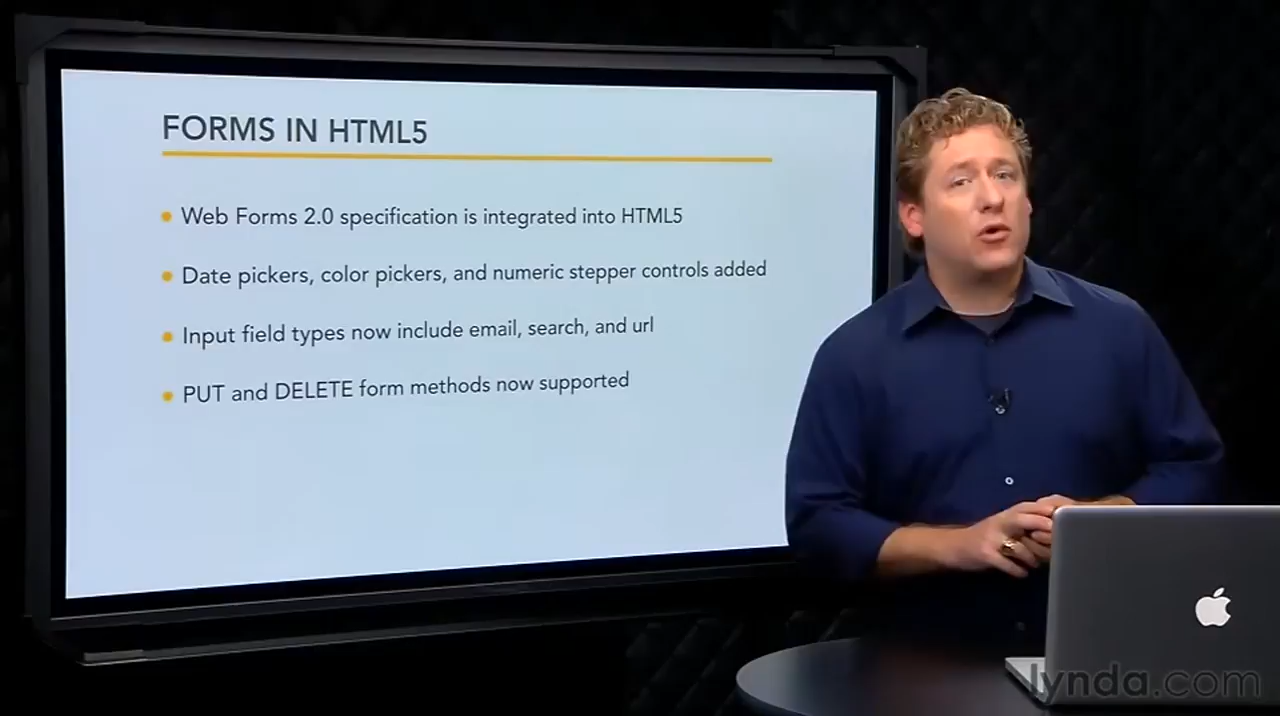 FORMS IN HTML5
Web Forms 2.0 specification is integrated into HTML5
Date pickers, color pickers, and numeric stepper controls added
Input field types now include email, search, and url
PUT and DELETE form methods now supported
lynda.com